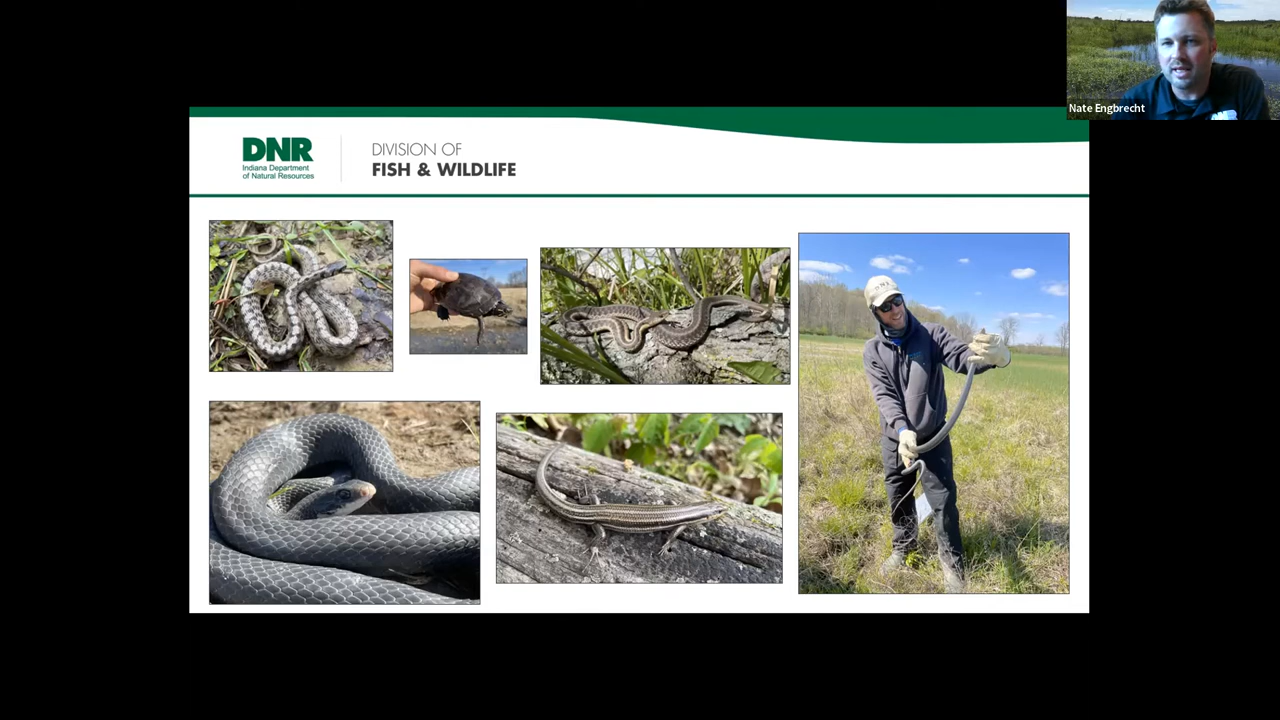 Nate Engbrecht
DNR
Indiana Department
of Natural Resources
DIVISION OF
FISH & WILDLIFE